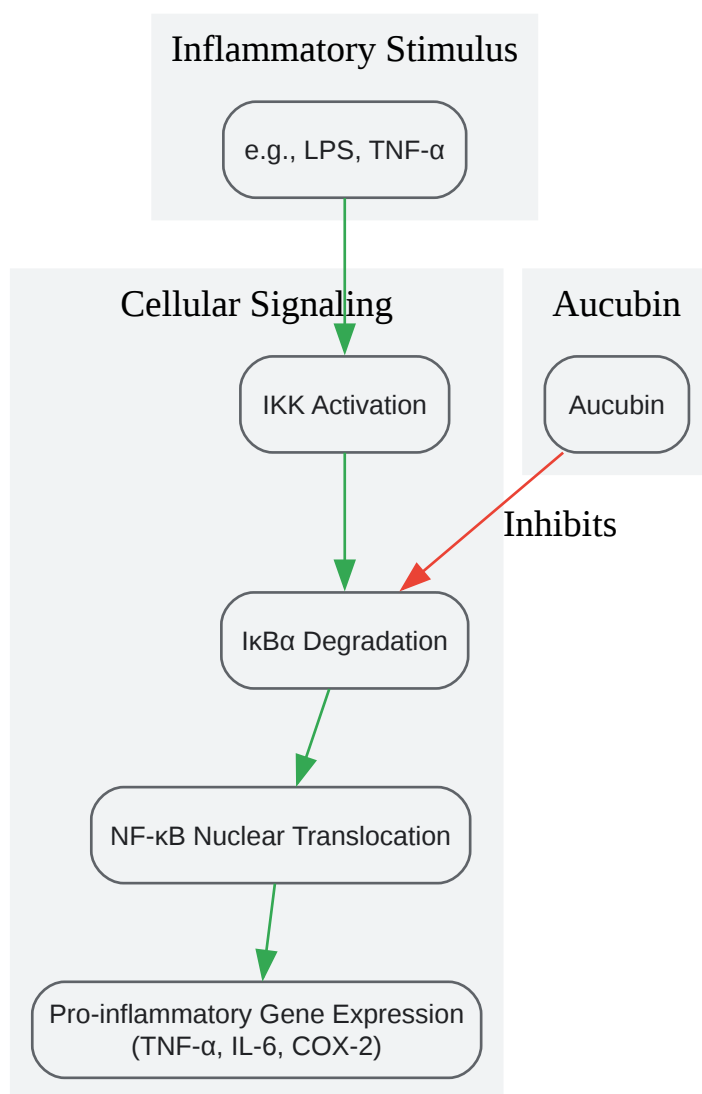 Inflammatory Stimulus
e.g., LPS, TNF-α
Cellular Signaling
Aucubin
IKK Activation
Aucubin
Inhibits
IκBα Degradation
NF-κB Nuclear Translocation
Pro-inflammatory Gene Expression
(TNF-α, IL-6, COX-2)